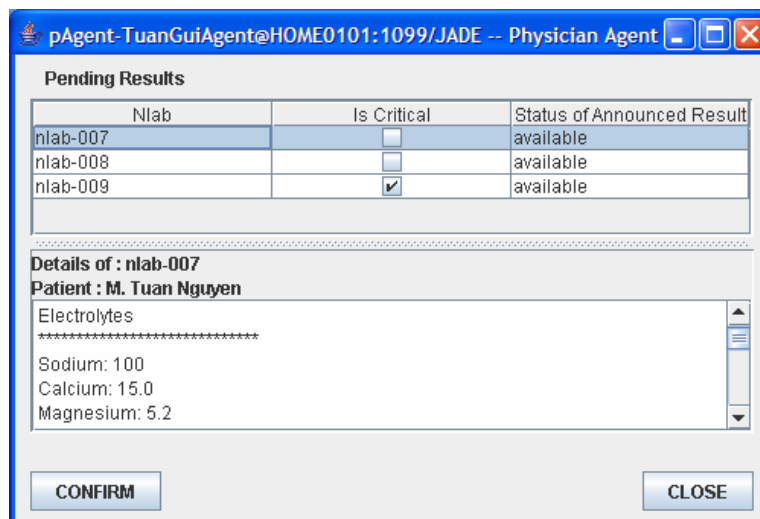 pAgent-TuanGuiAgent@HOME0101:1099/JADE -- Physician Agent
Pending Results
Nlab Is Critical Status of Announced Result
nlab-007 available
nlab-008 available
nlab-009 available
Details of : nlab-007
Patient : M. Tuan Nguyen
Electrolytes
*****************************
Sodium: 100
Calcium: 15.0
Magnesium: 5.2
CONFIRM CLOSE